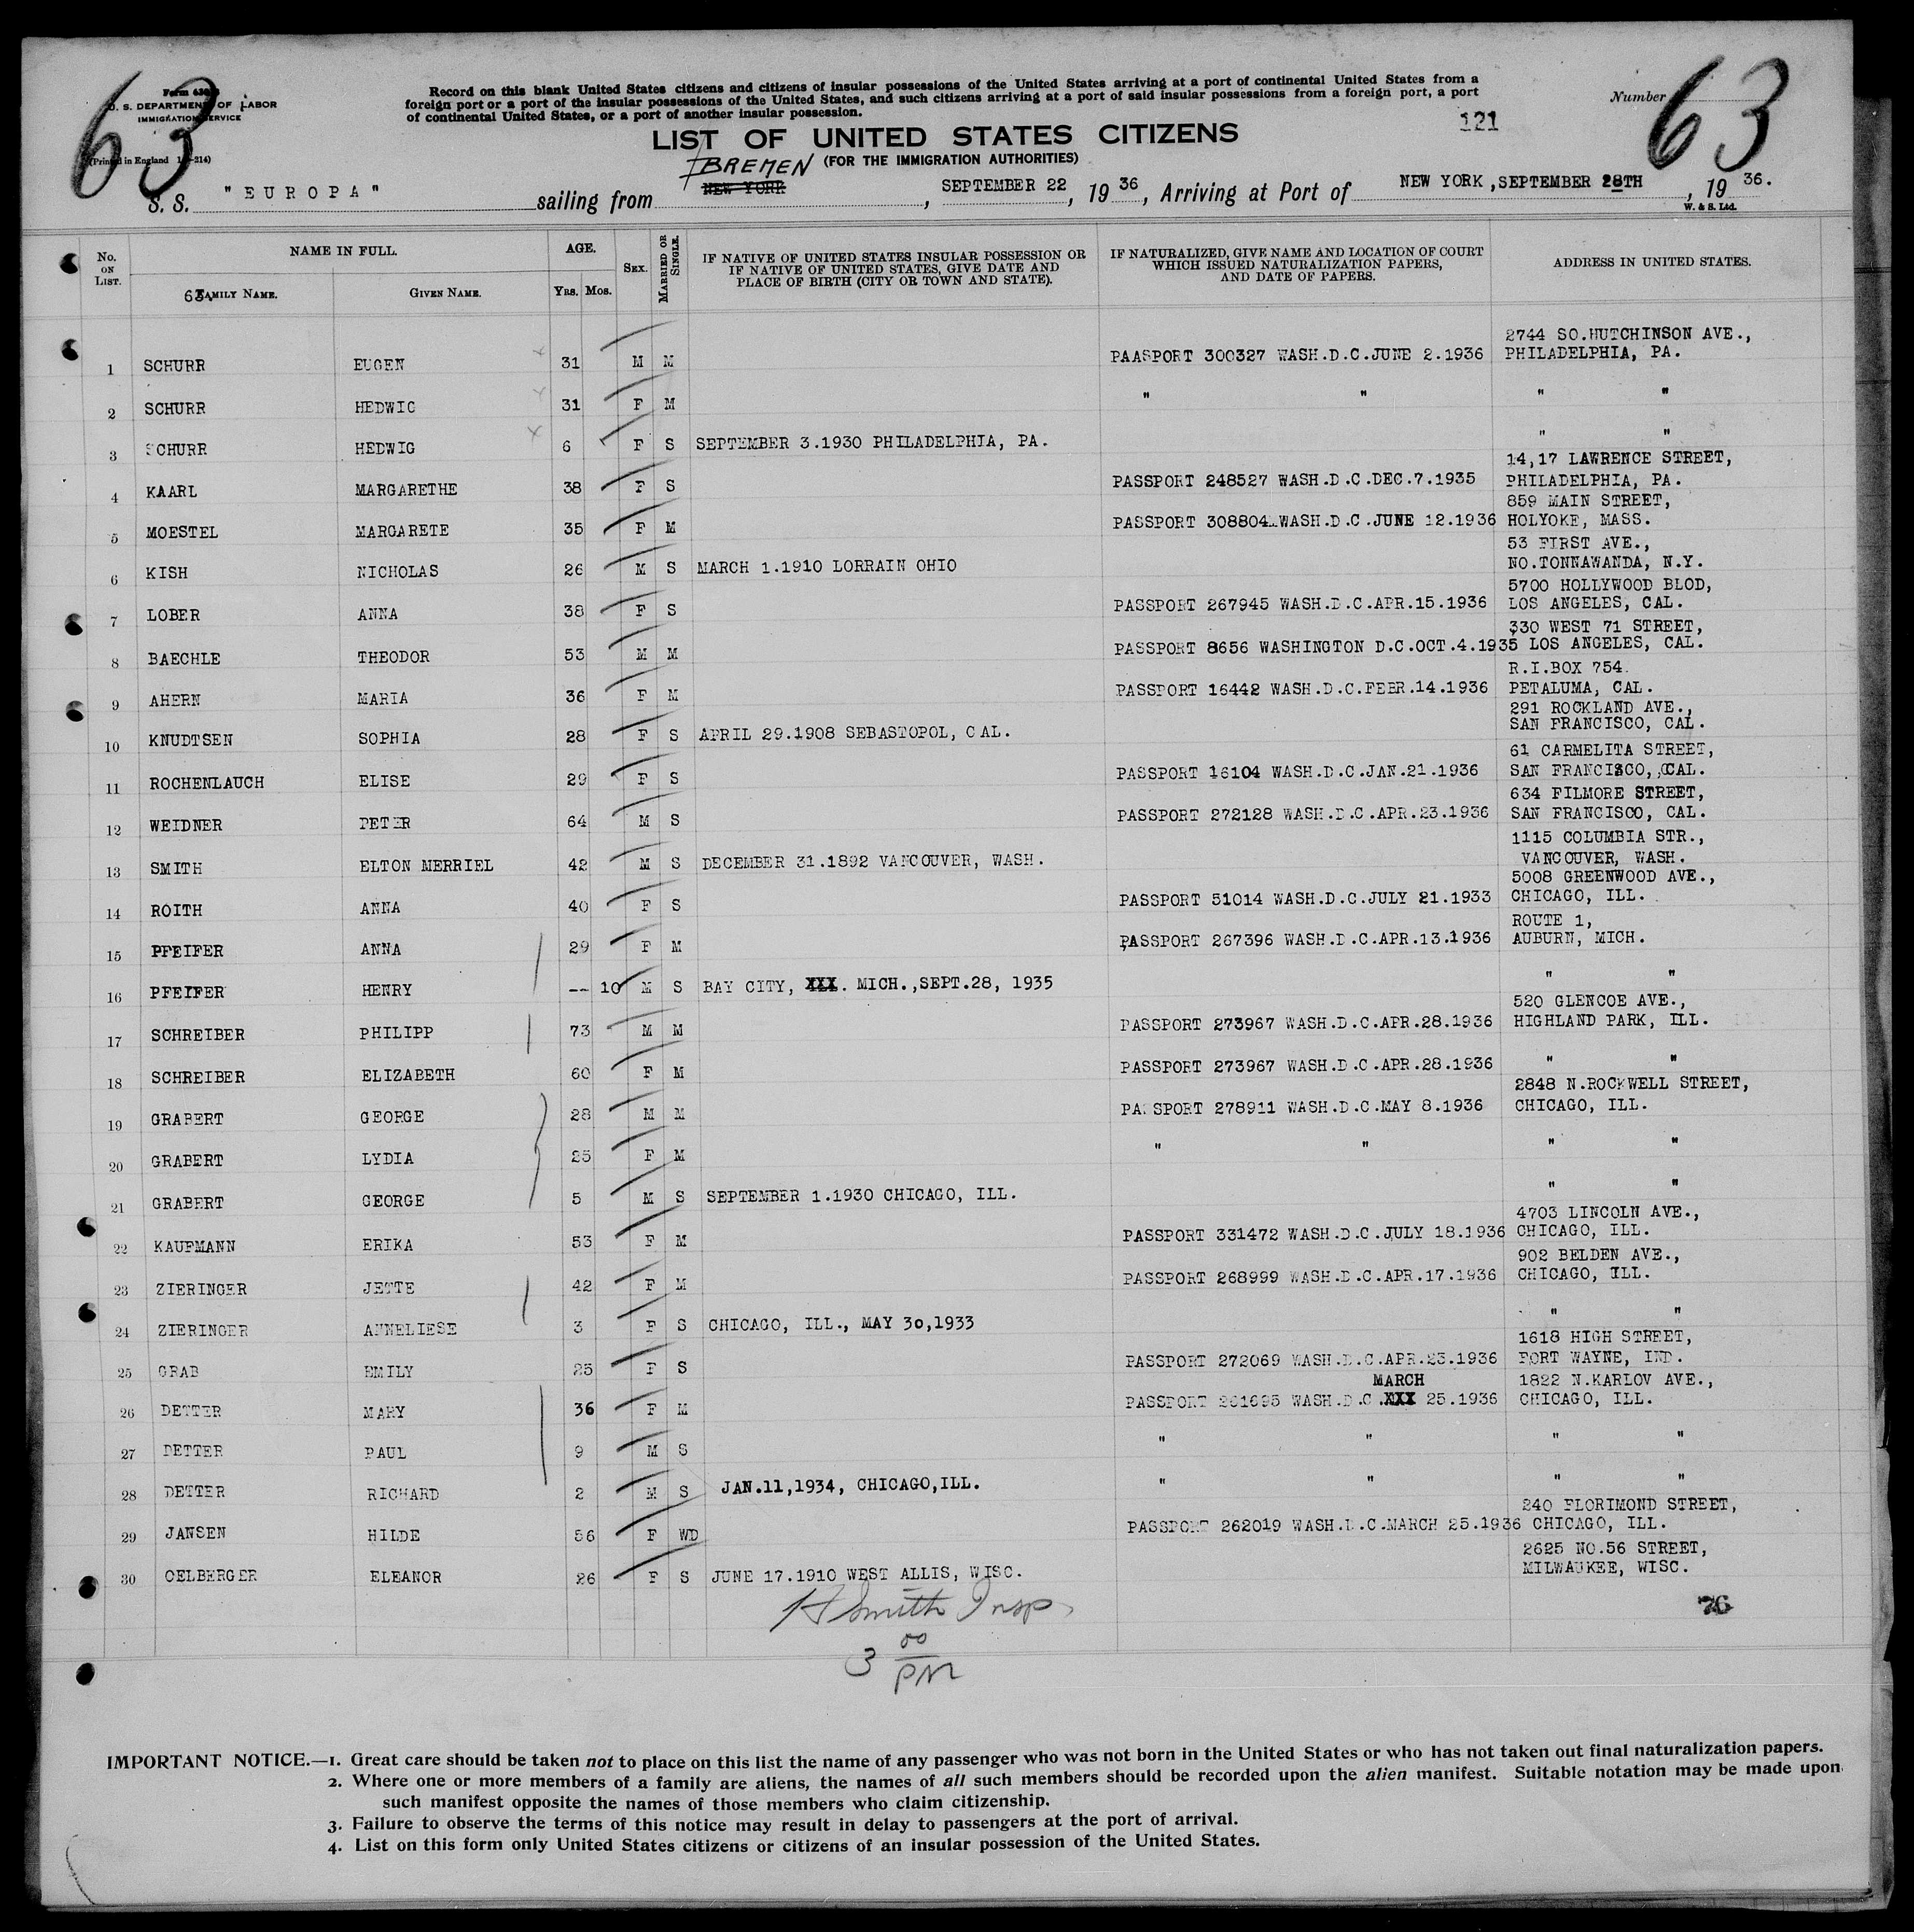 63
63
Form 630
U. S. DEPARTMENT OF LABOR
IMMIGRATION SERVICE
(Printed in England 214)
Record on this blank United States citizens and citizens of insular possessions of the United States arriving at a port of continental United States from a
foreign port or a port of the insular possessions of the United States, and such citizens arriving at a port of said insular possessions from a foreign port, a port
of continental United States, or a port of another insular possession.
Number
121
LIST OF UNITED STATES CITIZENS
(FOR THE IMMIGRATION AUTHORITIES)
S. S. "EUROPA" sailing from BREMEN NEW YORK, SEPTEMBER 22, 1936, Arriving at Port of NEW YORK, SEPTEMBER 28TH, 1936.
W. & S. Ltd.
No. ON LIST. NAME IN FULL. AGE. SEX. MARRIED OR SINGLE. IF NATIVE OF UNITED STATES INSULAR POSSESSION OR IF NATIVE OF UNITED STATES, GIVE DATE AND PLACE OF BIRTH (CITY OR TOWN AND STATE). IF NATURALIZED, GIVE NAME AND LOCATION OF COURT WHICH ISSUED NATURALIZATION PAPERS, AND DATE OF PAPERS. ADDRESS IN UNITED STATES.
63. FAMILY NAME. GIVEN NAME. YRS. MOS.
2744 SO.HUTCHINSON AVE.,
1 SCHURR EUGEN 31 M M PAASPORT 300327 WASH.D.C.JUNE 2.1936 PHILADELPHIA, PA.
2 SCHURR HEDWIG 31 F M " " " "
3 SCHURR HEDWIG 6 F S SEPTEMBER 3.1930 PHILADELPHIA, PA. " "
14,17 LAWRENCE STREET,
4 KAARL MARGARETHE 38 F S PASSPORT 248527 WASH.D.C.DEC.7.1935 PHILADELPHIA, PA.
859 MAIN STREET,
5 MOESTEL MARGARETE 35 F M PASSPORT 308804 WASH.D.C.JUNE 12.1936 HOLYOKE, MASS.
53 FIRST AVE.,
6 KISH NICHOLAS 26 M S MARCH 1.1910 LORRAIN OHIO NO.TONNAWANDA, N.Y.
5700 HOLLYWOOD BLOD,
7 LOBER ANNA 38 F S PASSPORT 267945 WASH.D.C.APR.15.1936 LOS ANGELES, CAL.
330 WEST 71 STREET,
8 BAECHLE THEODOR 53 M M PASSPORT 8656 WASHINGTON D.C.OCT.4.1935 LOS ANGELES, CAL.
R.I.BOX 754.
9 AHERN MARIA 36 F M PASSPORT 16442 WASH.D.C.FEBR.14.1936 PETALUMA, CAL.
291 ROCKLAND AVE.,
10 KNUDTSEN SOPHIA 28 F S APRIL 29.1908 SEBASTOPOL, CAL. SAN FRANCISCO, CAL.
61 CARMELITA STREET,
11 ROCHENLAUCH ELISE 29 F S PASSPORT 16104 WASH.D.C.JAN.21.1936 SAN FRANCISCO, CAL.
634 FILMORE STREET,
12 WEIDNER PETER 64 M S PASSPORT 272128 WASH.D.C.APR.23.1936 SAN FRANCISCO, CAL.
1115 COLUMBIA STR.,
13 SMITH ELTON MERRIEL 42 M S DECEMBER 31.1892 VANCOUVER, WASH. VANCOUVER, WASH.
5008 GREENWOOD AVE.,
14 ROITH ANNA 40 F S PASSPORT 51014 WASH.D.C.JULY 21.1933 CHICAGO, ILL.
ROUTE 1,
15 PFEIFER ANNA 29 F M PASSPORT 267396 WASH.D.C.APR.13.1936 AUBURN, MICH.
16 PFEIFER HENRY -- 10 M S BAY CITY, XXX. MICH.,SEPT.28, 1935 " "
520 GLENCOE AVE.,
17 SCHREIBER PHILIPP 73 M M PASSPORT 273967 WASH.D.C.APR.28.1936 HIGHLAND PARK, ILL.
18 SCHREIBER ELIZABETH 60 F M PASSPORT 273967 WASH.D.C.APR.28.1936 " "
2848 N.ROCKWELL STREET,
19 GRABERT GEORGE 28 M M PASSPORT 278911 WASH.D.C.MAY 8.1936 CHICAGO, ILL.
20 GRABERT LYDIA 25 F M " " " "
21 GRABERT GEORGE 5 M S SEPTEMBER 1.1930 CHICAGO, ILL. " "
4703 LINCOLN AVE.,
22 KAUFMANN ERIKA 53 F M PASSPORT 331472 WASH.D.C.JULY 18.1936 CHICAGO, ILL.
902 BELDEN AVE.,
23 ZIERINGER JETTE 42 F M PASSPORT 268999 WASH.D.C.APR.17.1936 CHICAGO, ILL.
24 ZIERINGER ANNELIESE 3 F S CHICAGO, ILL., MAY 30,1933 " "
1618 HIGH STREET,
25 GRAB EMILY 25 F S PASSPORT 272069 WASH.D.C.APR.23.1936 FORT WAYNE, IND.
MARCH 1822 N.KARLOV AVE.,
26 DETTER MARY 36 F M PASSPORT 261695 WASH.D.C.XXX 25.1936 CHICAGO, ILL.
27 DETTER PAUL 9 M S " " " "
28 DETTER RICHARD 2 M S JAN.11,1934, CHICAGO,ILL. " " " "
240 FLORIMOND STREET,
29 JANSEN HILDE 56 F WD PASSPORT 262019 WASH.D.C.MARCH 25.1936 CHICAGO, ILL.
2625 NO.56 STREET,
30 OELBERGER ELEANOR 26 F S JUNE 17.1910 WEST ALLIS, WISC. MILWAUKEE, WISC.
Smith Insp
76
3 00 PM
IMPORTANT NOTICE.—1. Great care should be taken not to place on this list the name of any passenger who was not born in the United States or who has not taken out final naturalization papers.
2. Where one or more members of a family are aliens, the names of all such members should be recorded upon the alien manifest. Suitable notation may be made upon
such manifest opposite the names of those members who claim citizenship.
3. Failure to observe the terms of this notice may result in delay to passengers at the port of arrival.
4. List on this form only United States citizens or citizens of an insular possession of the United States.